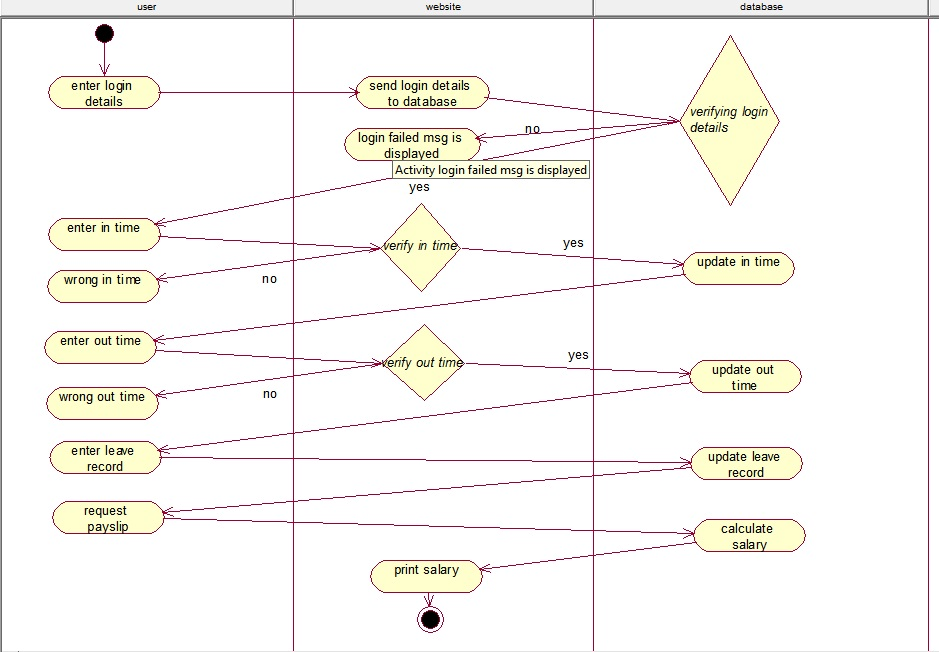 user
website
database
enter login
details
send login details
to database
verifying login
details
no
login failed msg is
displayed
Activity login failed msg is displayed
yes
enter in time
verify in time
yes
update in time
wrong in time
no
enter out time
verify out time
yes
update out
time
wrong out time
no
enter leave
record
update leave
record
request
payslip
calculate
salary
print salary